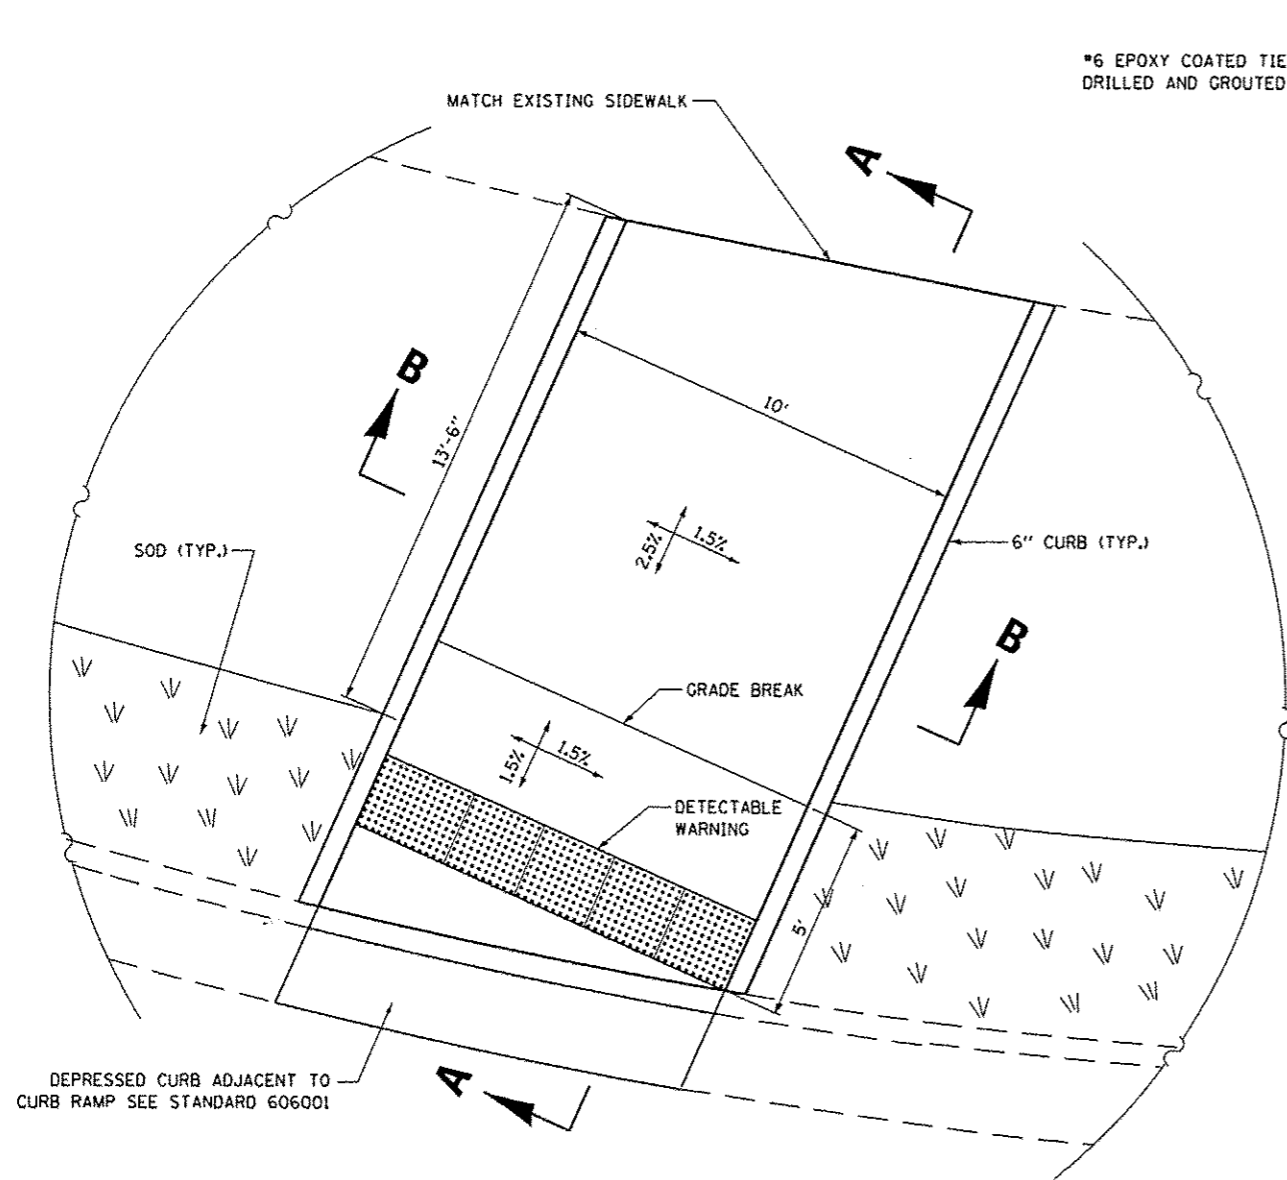 #6 EPOXY COATED TIE
DRILLED AND GROUTED
MATCH EXISTING SIDEWALK
A
B
10'
13'-6"
2.5%
1.5%
SOD (TYP.)
6" CURB (TYP.)
B
GRADE BREAK
1.5%
1.5%
DETECTABLE
WARNING
5'
DEPRESSED CURB ADJACENT TO
CURB RAMP SEE STANDARD 606001
A